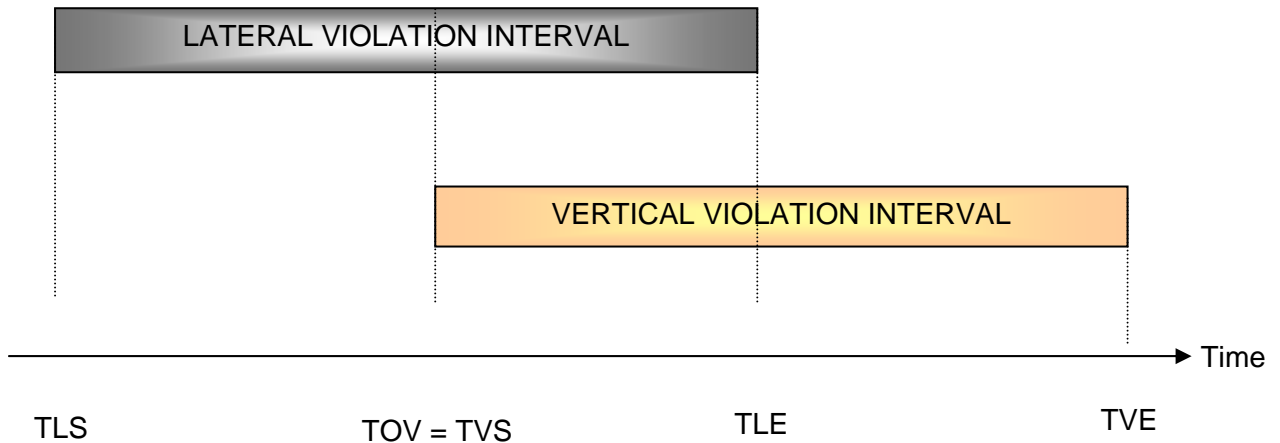 LATERAL VIOLATION INTERVAL
VERTICAL VIOLATION INTERVAL
Time
TLS
TOV = TVS
TLE
TVE